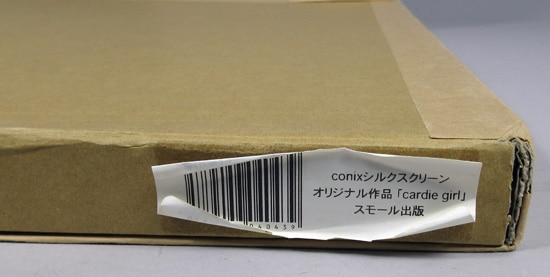 conixシルクスクリーン
オリジナル作品「cardie girl」
スモール出版
040439